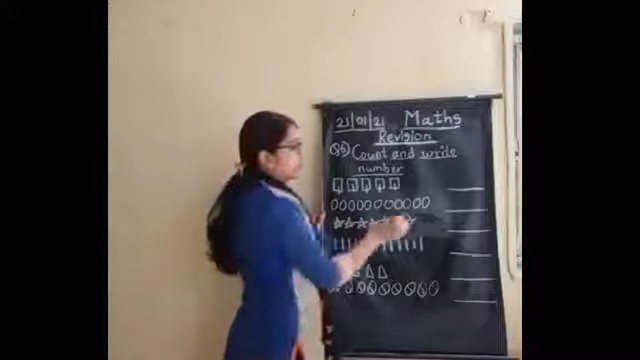 21/01/21 Maths
Revision
Q5) Count and write
number